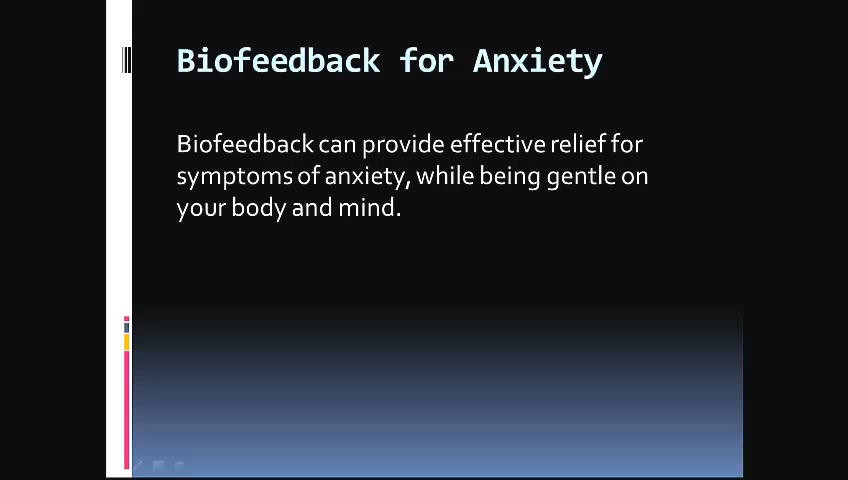 Biofeedback for Anxiety
Biofeedback can provide effective relief for
symptoms of anxiety, while being gentle on
your body and mind.